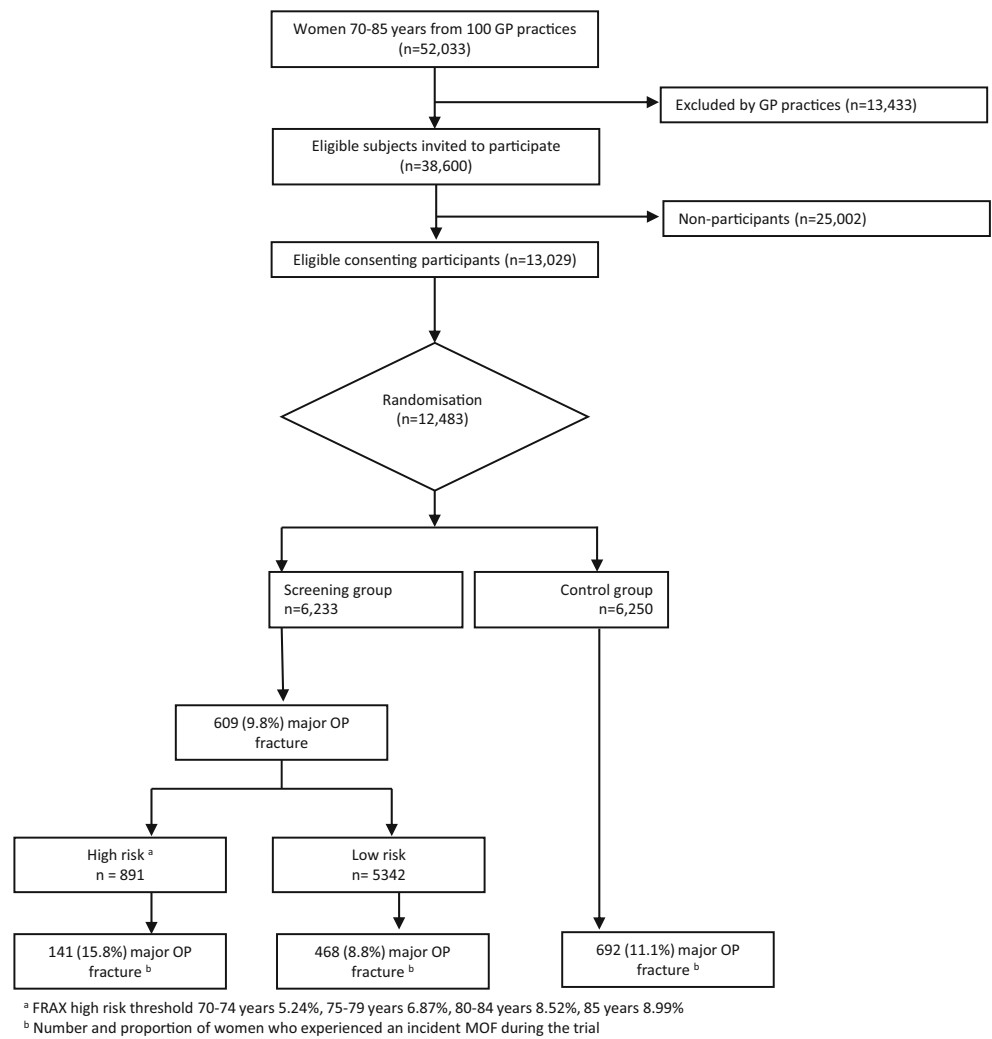 Women 70-85 years from 100 GP practices
(n=52,033)
Excluded by GP practices (n=13,433)
Eligible subjects invited to participate
(n=38,600)
Non-participants (n=25,002)
Eligible consenting participants (n=13,029)
Randomisation
(n=12,483)
Screening group
n=6,233
Control group
n=6,250
609 (9.8%) major OP
fracture
High risk ᵃ
n = 891
Low risk
n= 5342
141 (15.8%) major OP
fracture ᵇ
468 (8.8%) major OP
fracture ᵇ
692 (11.1%) major OP
fracture ᵇ
ᵃ FRAX high risk threshold 70-74 years 5.24%, 75-79 years 6.87%, 80-84 years 8.52%, 85 years 8.99%
ᵇ Number and proportion of women who experienced an incident MOF during the trial